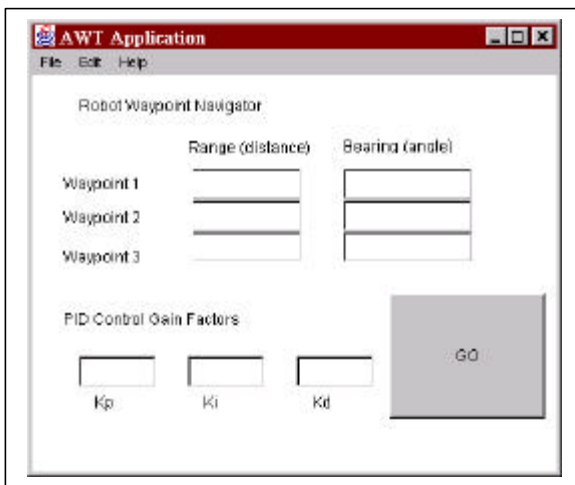 AWT Application
File Edit Help
Robot Waypoint Navigator
Range (distance) Bearing (angle)
Waypoint 1
Waypoint 2
Waypoint 3
PID Control Gain Factors
GO
Kp Ki Kd